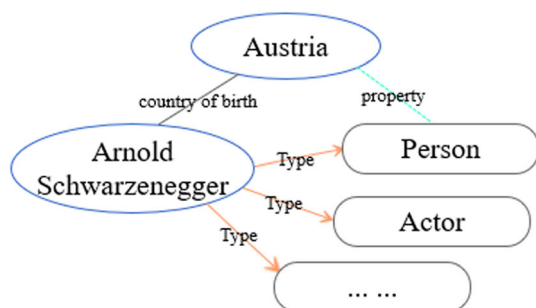 Austria
country of birth
property
Arnold
Schwarzenegger
Type
Person
Type
Actor
Type
... ...